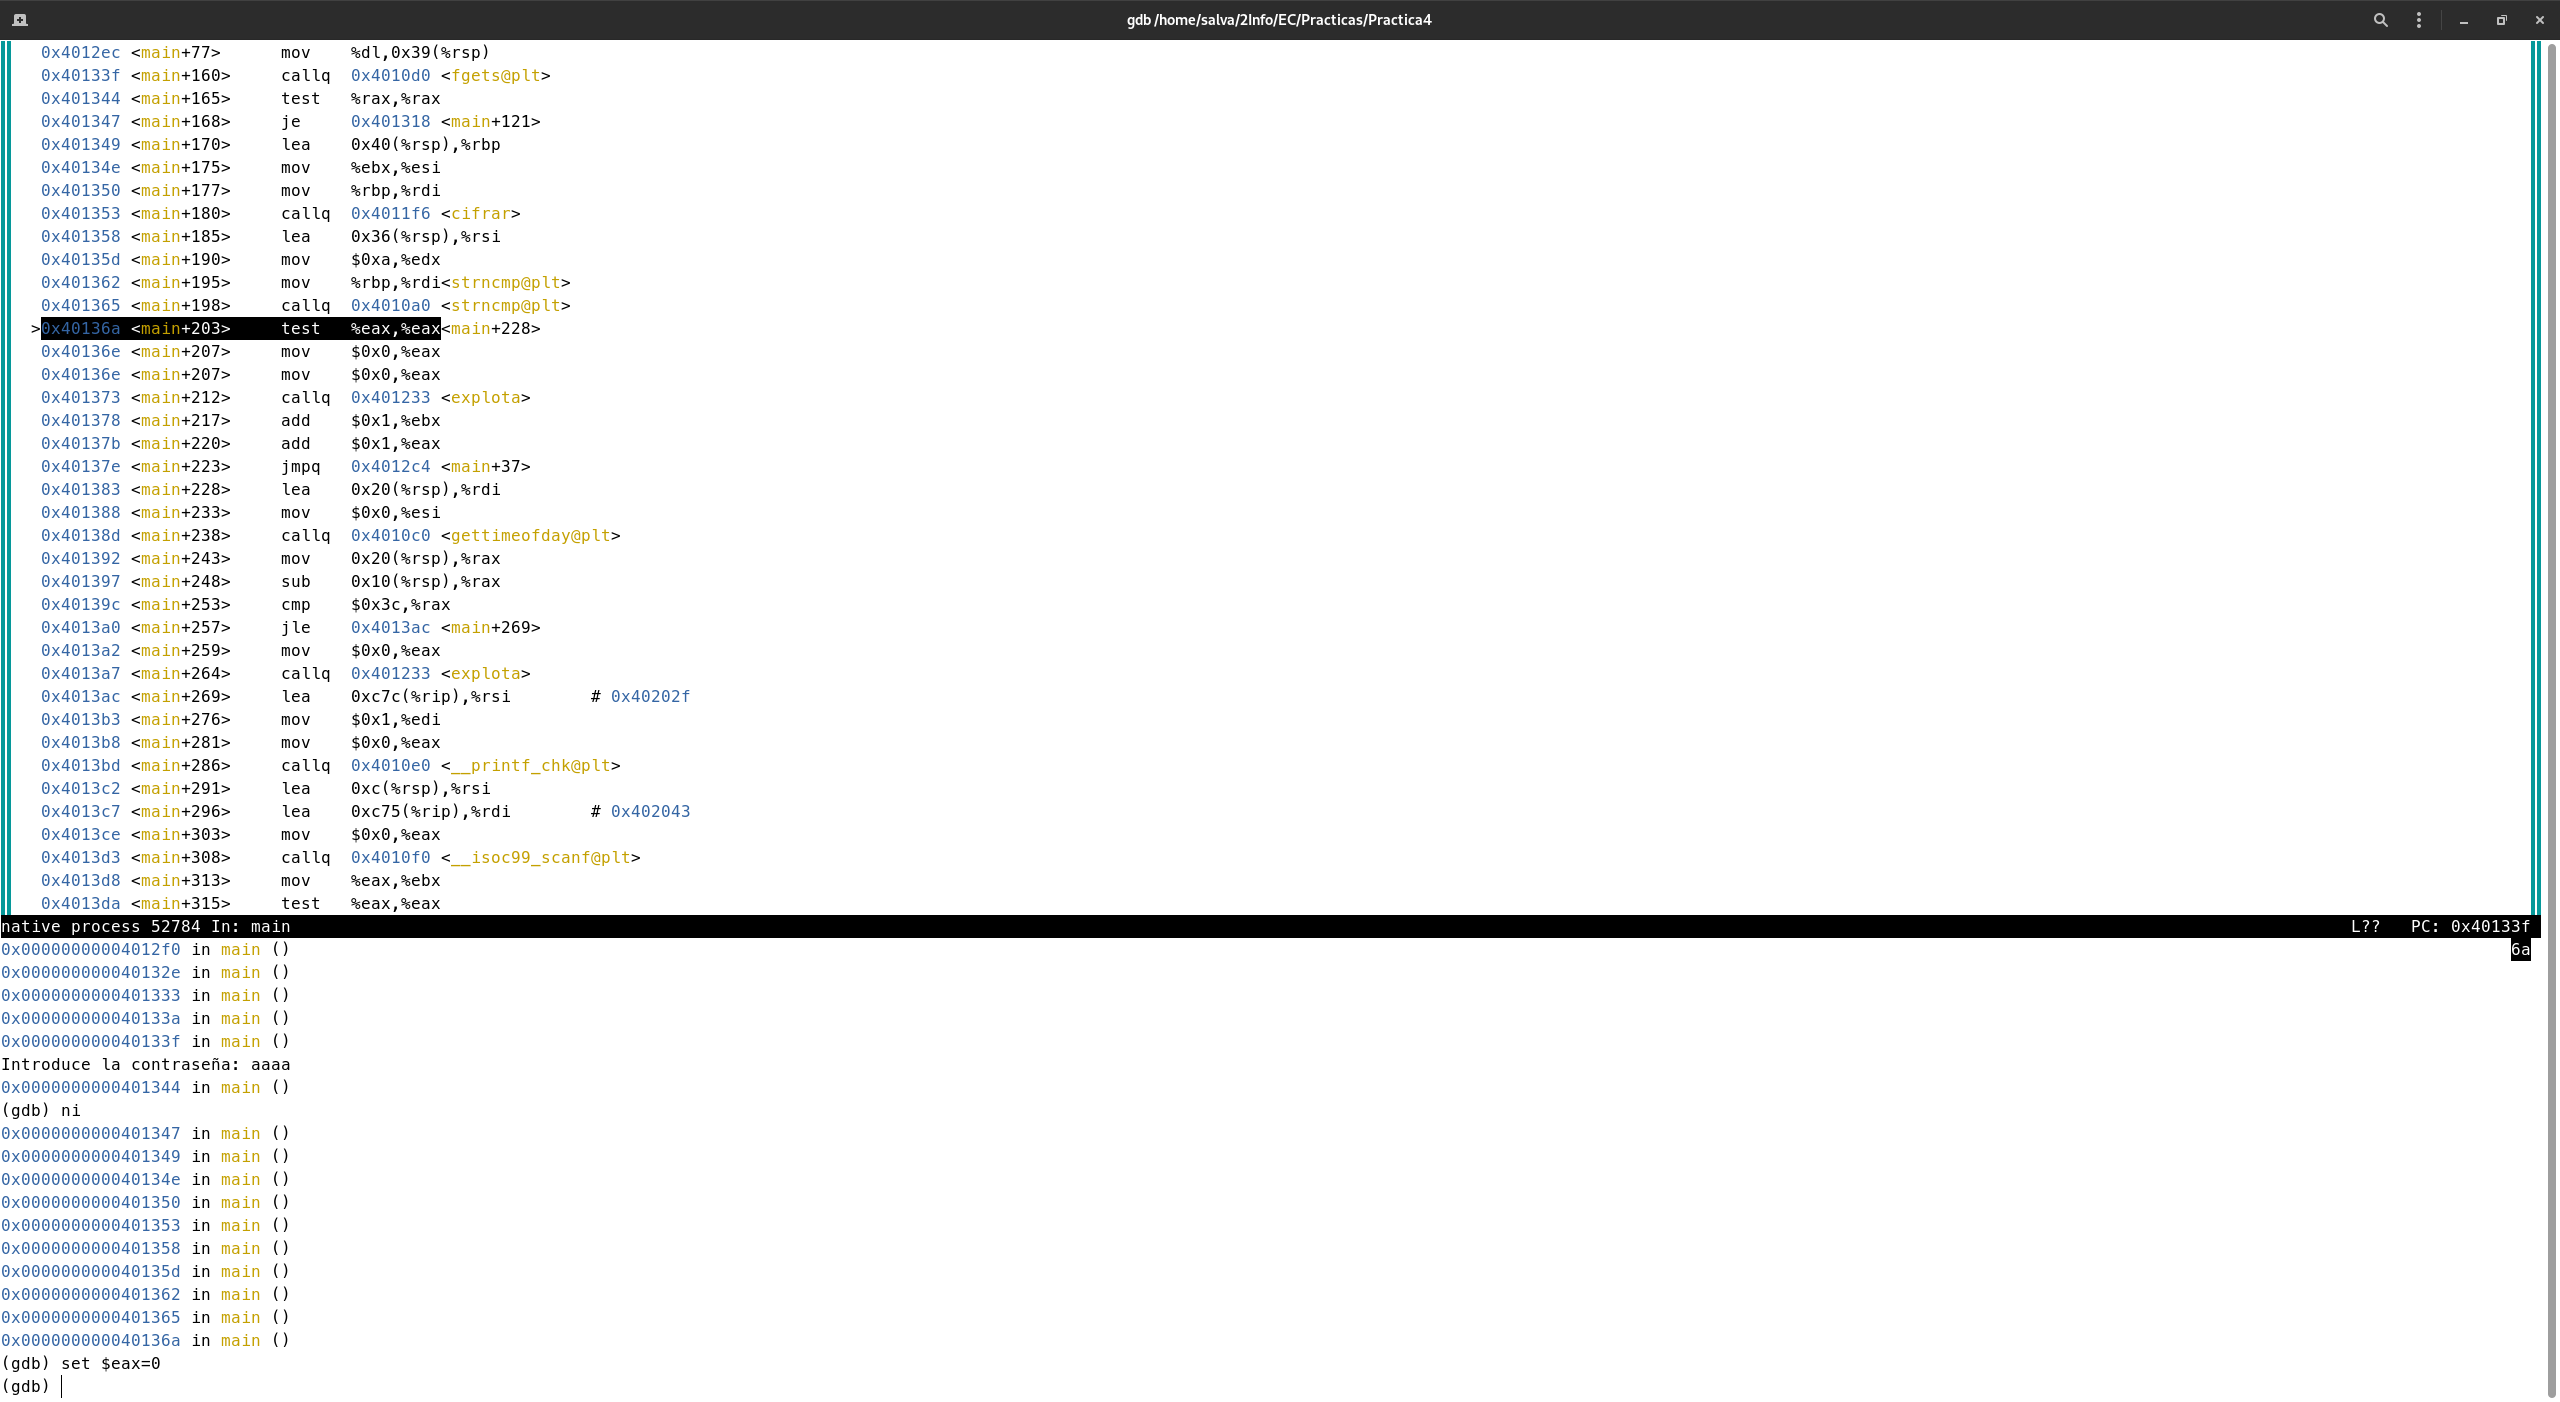 gdb /home/salva/2Info/EC/Practicas/Practica4
0x4012ec <main+77>      mov    %dl,0x39(%rsp)
0x40133f <main+160>     callq  0x4010d0 <fgets@plt>
0x401344 <main+165>     test   %rax,%rax
0x401347 <main+168>     je     0x401318 <main+121>
0x401349 <main+170>     lea    0x40(%rsp),%rbp
0x40134e <main+175>     mov    %ebx,%esi
0x401350 <main+177>     mov    %rbp,%rdi
0x401353 <main+180>     callq  0x4011f6 <cifrar>
0x401358 <main+185>     lea    0x36(%rsp),%rsi
0x40135d <main+190>     mov    $0xa,%edx
0x401362 <main+195>     mov    %rbp,%rdi<strncmp@plt>
0x401365 <main+198>     callq  0x4010a0 <strncmp@plt>
>0x40136a <main+203>     test   %eax,%eax<main+228>
0x40136e <main+207>     mov    $0x0,%eax
0x40136e <main+207>     mov    $0x0,%eax
0x401373 <main+212>     callq  0x401233 <explota>
0x401378 <main+217>     add    $0x1,%ebx
0x40137b <main+220>     add    $0x1,%eax
0x40137e <main+223>     jmpq   0x4012c4 <main+37>
0x401383 <main+228>     lea    0x20(%rsp),%rdi
0x401388 <main+233>     mov    $0x0,%esi
0x40138d <main+238>     callq  0x4010c0 <gettimeofday@plt>
0x401392 <main+243>     mov    0x20(%rsp),%rax
0x401397 <main+248>     sub    0x10(%rsp),%rax
0x40139c <main+253>     cmp    $0x3c,%rax
0x4013a0 <main+257>     jle    0x4013ac <main+269>
0x4013a2 <main+259>     mov    $0x0,%eax
0x4013a7 <main+264>     callq  0x401233 <explota>
0x4013ac <main+269>     lea    0xc7c(%rip),%rsi        # 0x40202f
0x4013b3 <main+276>     mov    $0x1,%edi
0x4013b8 <main+281>     mov    $0x0,%eax
0x4013bd <main+286>     callq  0x4010e0 <__printf_chk@plt>
0x4013c2 <main+291>     lea    0xc(%rsp),%rsi
0x4013c7 <main+296>     lea    0xc75(%rip),%rdi        # 0x402043
0x4013ce <main+303>     mov    $0x0,%eax
0x4013d3 <main+308>     callq  0x4010f0 <__isoc99_scanf@plt>
0x4013d8 <main+313>     mov    %eax,%ebx
0x4013da <main+315>     test   %eax,%eax
native process 52784 In: main    L??   PC: 0x40133f
0x00000000004012f0 in main ()    6a
0x000000000040132e in main ()
0x0000000000401333 in main ()
0x000000000040133a in main ()
0x000000000040133f in main ()
Introduce la contraseña: aaaa
0x0000000000401344 in main ()
(gdb) ni
0x0000000000401347 in main ()
0x0000000000401349 in main ()
0x000000000040134e in main ()
0x0000000000401350 in main ()
0x0000000000401353 in main ()
0x0000000000401358 in main ()
0x000000000040135d in main ()
0x0000000000401362 in main ()
0x0000000000401365 in main ()
0x000000000040136a in main ()
(gdb) set $eax=0
(gdb)